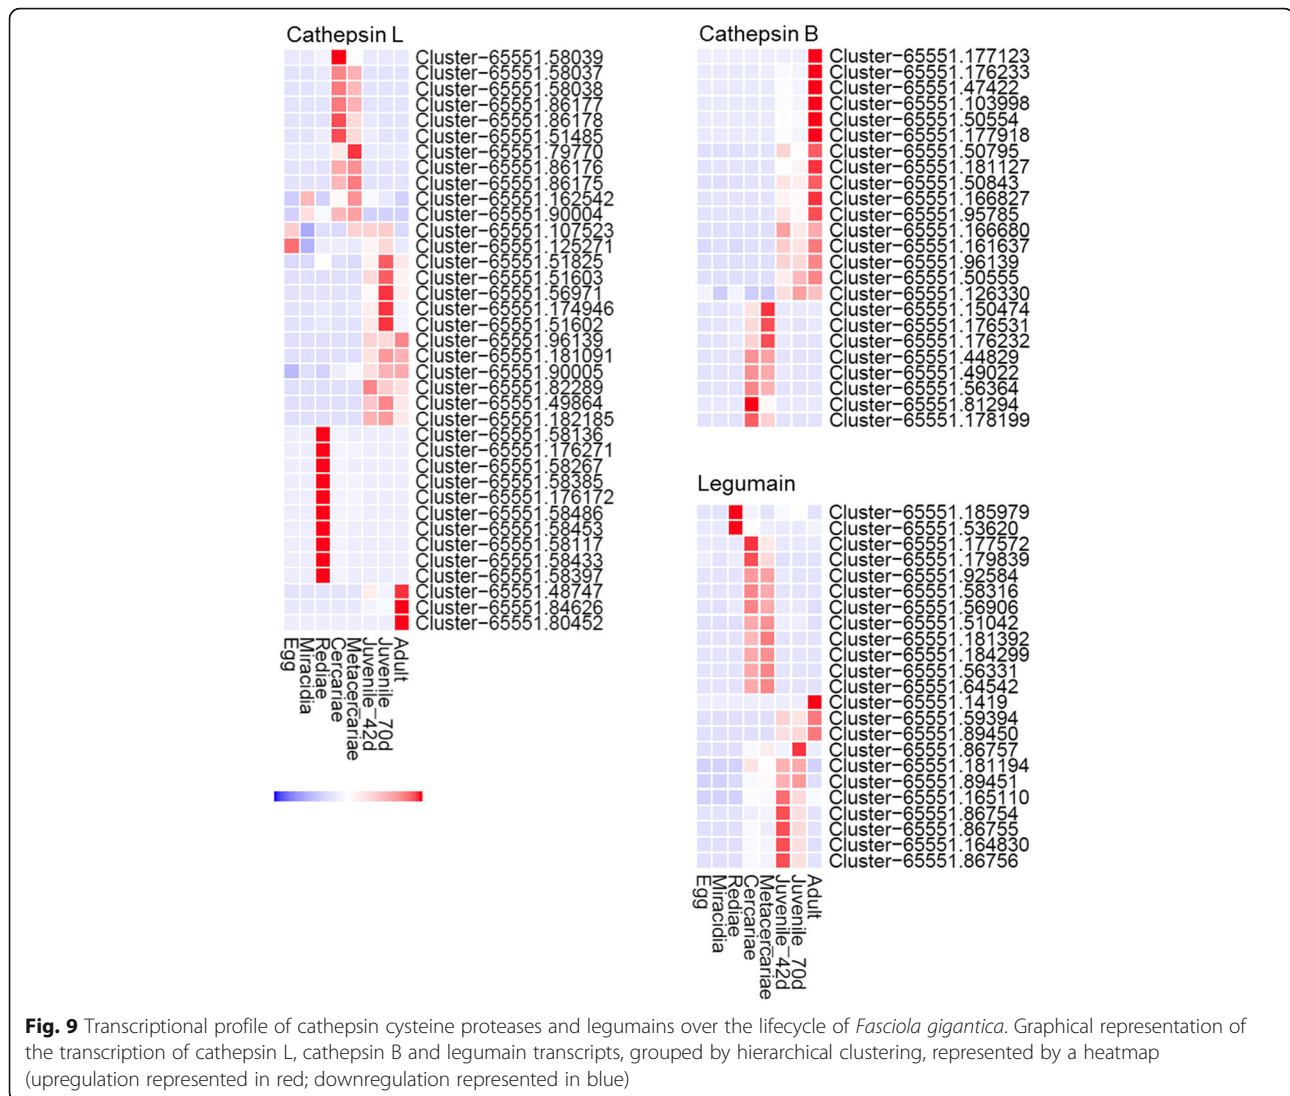 Cathepsin L
Cluster-65551.58039
Cluster-65551.58037
Cluster-65551.58038
Cluster-65551.86177
Cluster-65551.86178
Cluster-65551.51485
Cluster-65551.79770
Cluster-65551.86176
Cluster-65551.86175
Cluster-65551.162542
Cluster-65551.90004
Cluster-65551.107523
Cluster-65551.125271
Cluster-65551.51825
Cluster-65551.51603
Cluster-65551.56971
Cluster-65551.174946
Cluster-65551.51602
Cluster-65551.96139
Cluster-65551.181091
Cluster-65551.90005
Cluster-65551.82289
Cluster-65551.49864
Cluster-65551.182185
Cluster-65551.58136
Cluster-65551.176271
Cluster-65551.58267
Cluster-65551.58385
Cluster-65551.176172
Cluster-65551.58486
Cluster-65551.58453
Cluster-65551.58117
Cluster-65551.58433
Cluster-65551.58397
Cluster-65551.48747
Cluster-65551.84626
Cluster-65551.80452
Egg
Miracidia
Rediae
Cercariae
Metacercariae
Juvenile_42d
Juvenile_70d
Adult
Cathepsin B
Cluster-65551.177123
Cluster-65551.176233
Cluster-65551.47422
Cluster-65551.103998
Cluster-65551.50554
Cluster-65551.177918
Cluster-65551.50795
Cluster-65551.181127
Cluster-65551.50843
Cluster-65551.166827
Cluster-65551.95785
Cluster-65551.166680
Cluster-65551.161637
Cluster-65551.96139
Cluster-65551.50555
Cluster-65551.126330
Cluster-65551.150474
Cluster-65551.176531
Cluster-65551.176232
Cluster-65551.44829
Cluster-65551.49022
Cluster-65551.56364
Cluster-65551.81294
Cluster-65551.178199
Legumain
Cluster-65551.185979
Cluster-65551.53620
Cluster-65551.177572
Cluster-65551.179839
Cluster-65551.92584
Cluster-65551.58316
Cluster-65551.56906
Cluster-65551.51042
Cluster-65551.181392
Cluster-65551.184299
Cluster-65551.56331
Cluster-65551.64542
Cluster-65551.1419
Cluster-65551.59394
Cluster-65551.89450
Cluster-65551.86757
Cluster-65551.181194
Cluster-65551.89451
Cluster-65551.165110
Cluster-65551.86754
Cluster-65551.86755
Cluster-65551.164830
Cluster-65551.86756
Egg
Miracidia
Rediae
Cercariae
Metacercariae
Juvenile_42d
Juvenile_70d
Adult
Fig. 9 Transcriptional profile of cathepsin cysteine proteases and legumains over the lifecycle of Fasciola gigantica. Graphical representation of
the transcription of cathepsin L, cathepsin B and legumain transcripts, grouped by hierarchical clustering, represented by a heatmap
(upregulation represented in red; downregulation represented in blue)